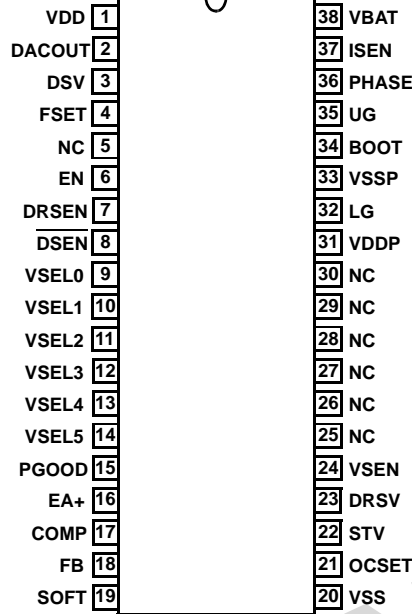 VDD 1 38 VBAT
DACOUT 2 37 ISEN
DSV 3 36 PHASE
FSET 4 35 UG
NC 5 34 BOOT
EN 6 33 VSSP
DRSEN 7 32 LG
DSEN 8 31 VDDP
VSEL0 9 30 NC
VSEL1 10 29 NC
VSEL2 11 28 NC
VSEL3 12 27 NC
VSEL4 13 26 NC
VSEL5 14 25 NC
PGOOD 15 24 VSEN
EA+ 16 23 DRSV
COMP 17 22 STV
FB 18 21 OCSET
SOFT 19 20 VSS